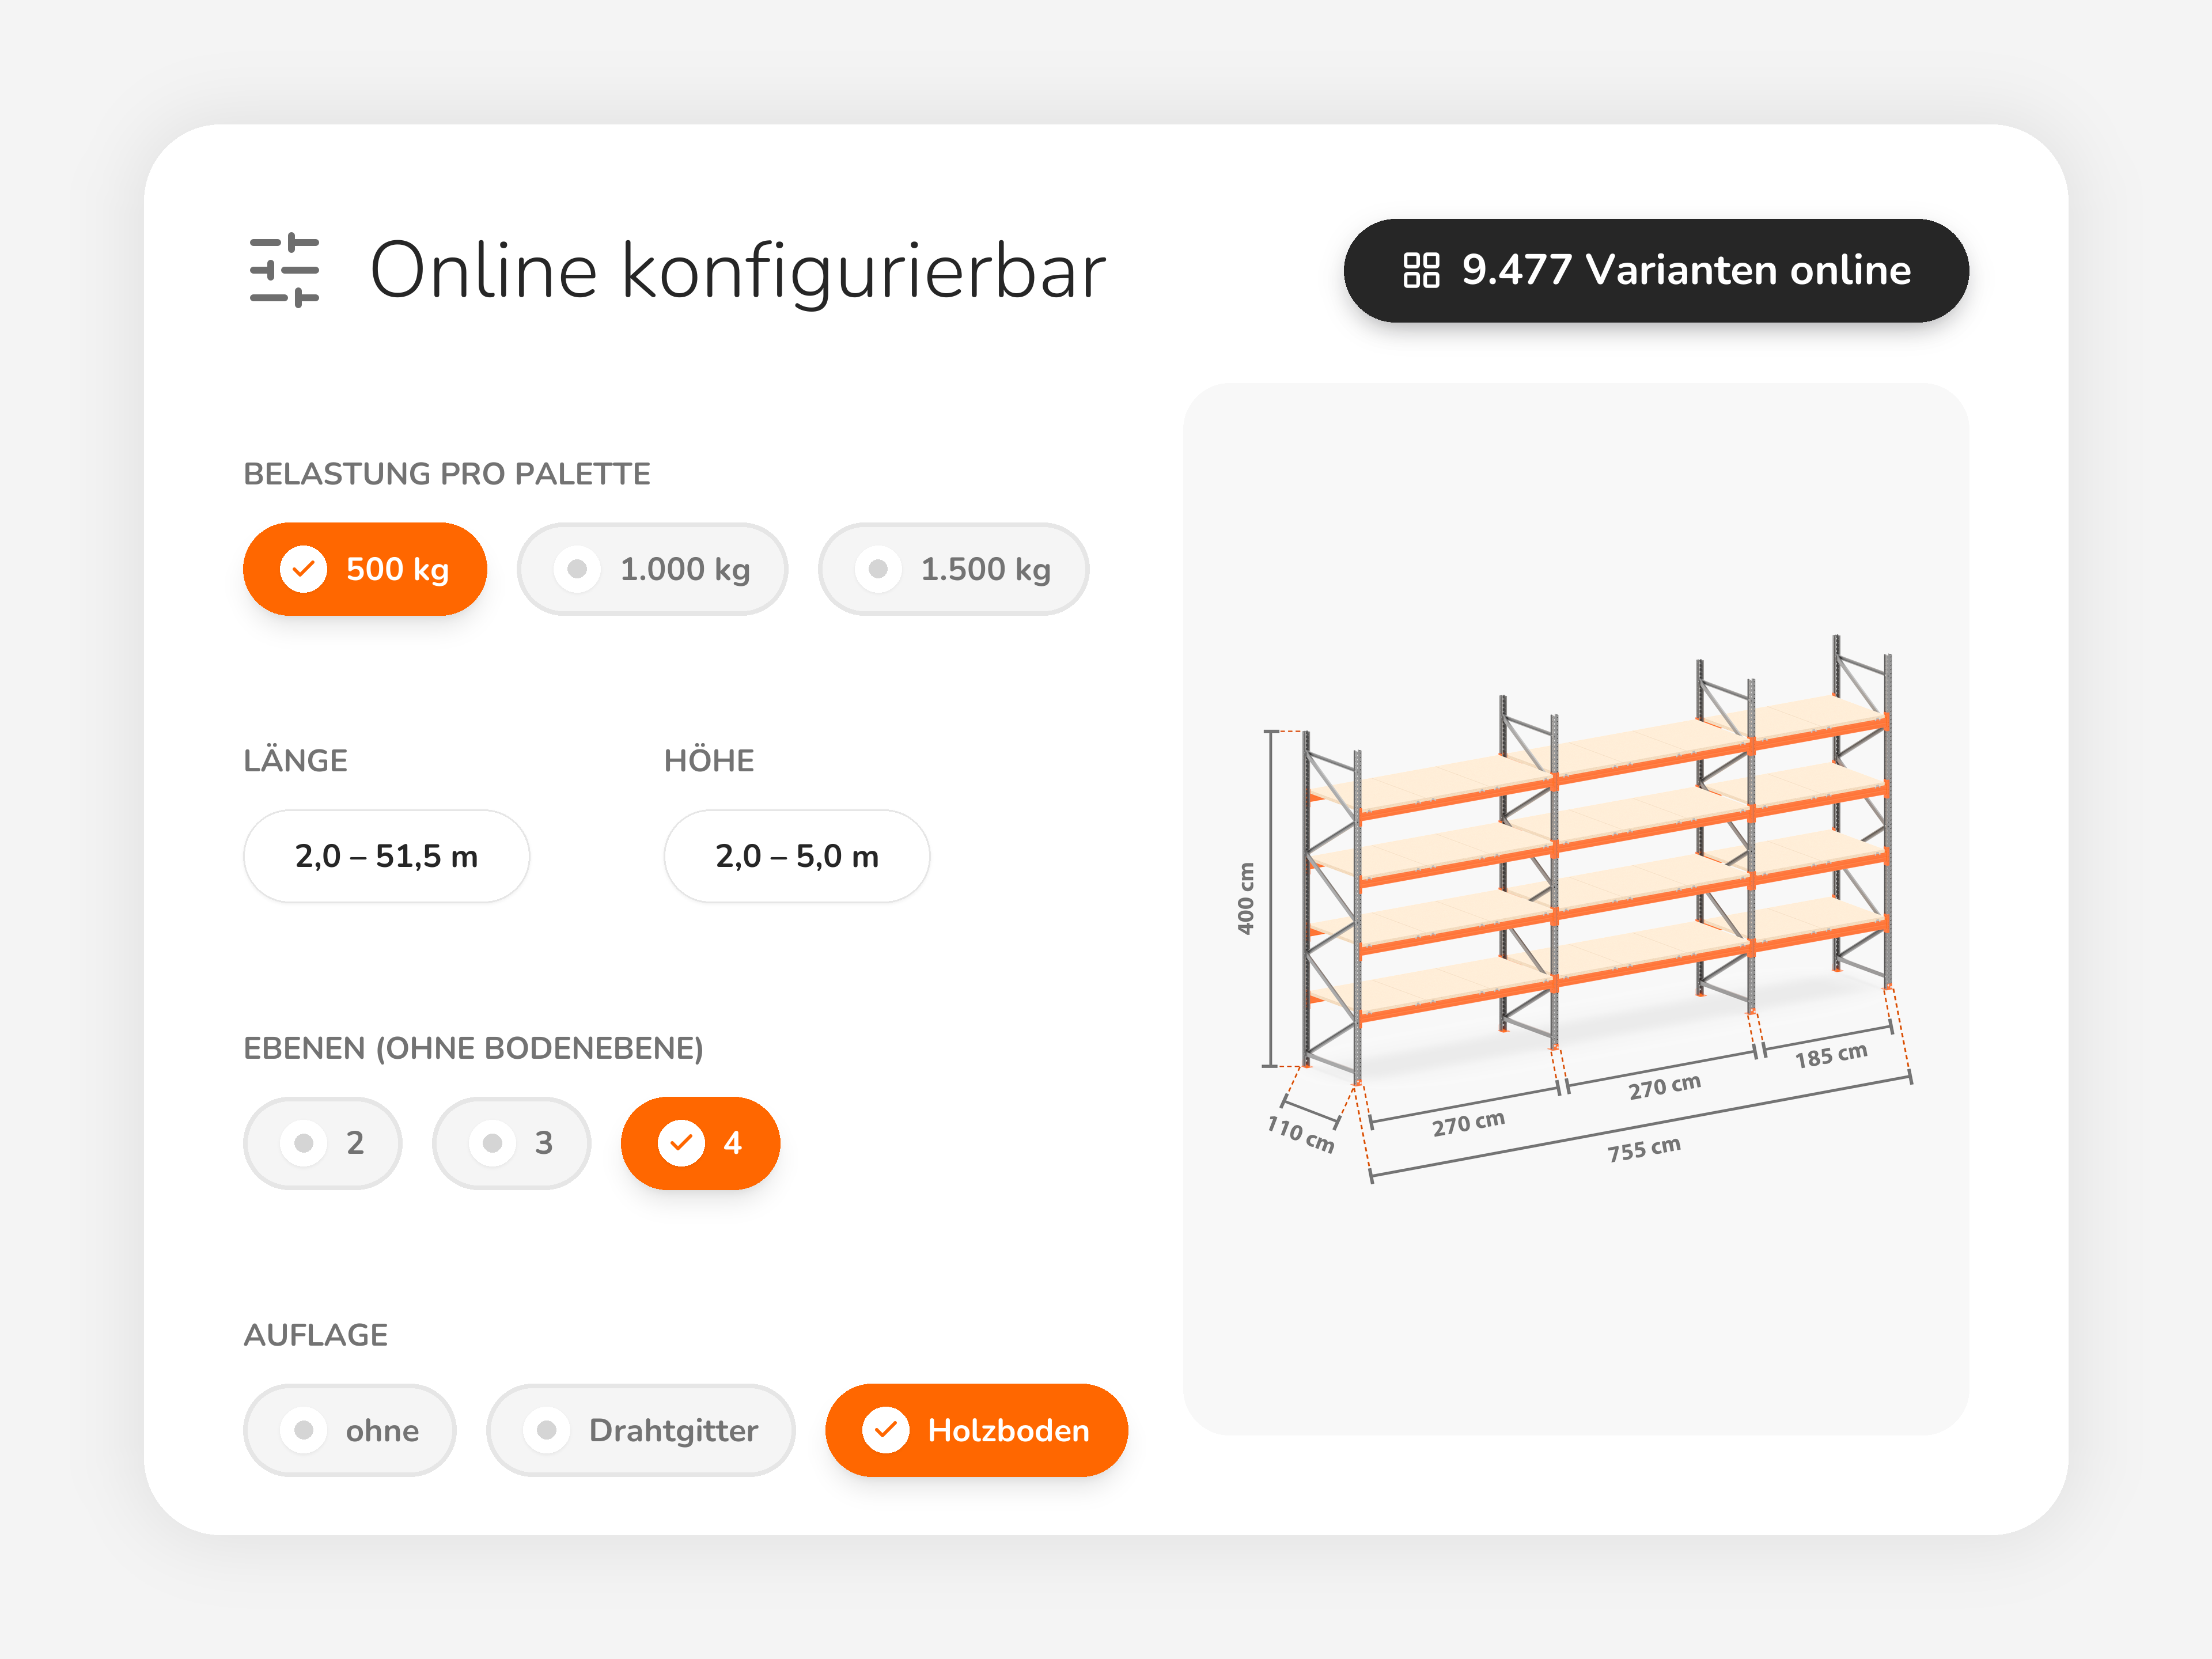 Online konfigurierbar
9.477 Varianten online
BELASTUNG PRO PALETTE
500 kg
1.000 kg
1.500 kg
LÄNGE
HÖHE
2,0 – 51,5 m
2,0 – 5,0 m
EBENEN (OHNE BODENEBENE)
2
3
4
AUFLAGE
ohne
Drahtgitter
Holzboden
400 cm
110 cm
270 cm
270 cm
185 cm
755 cm